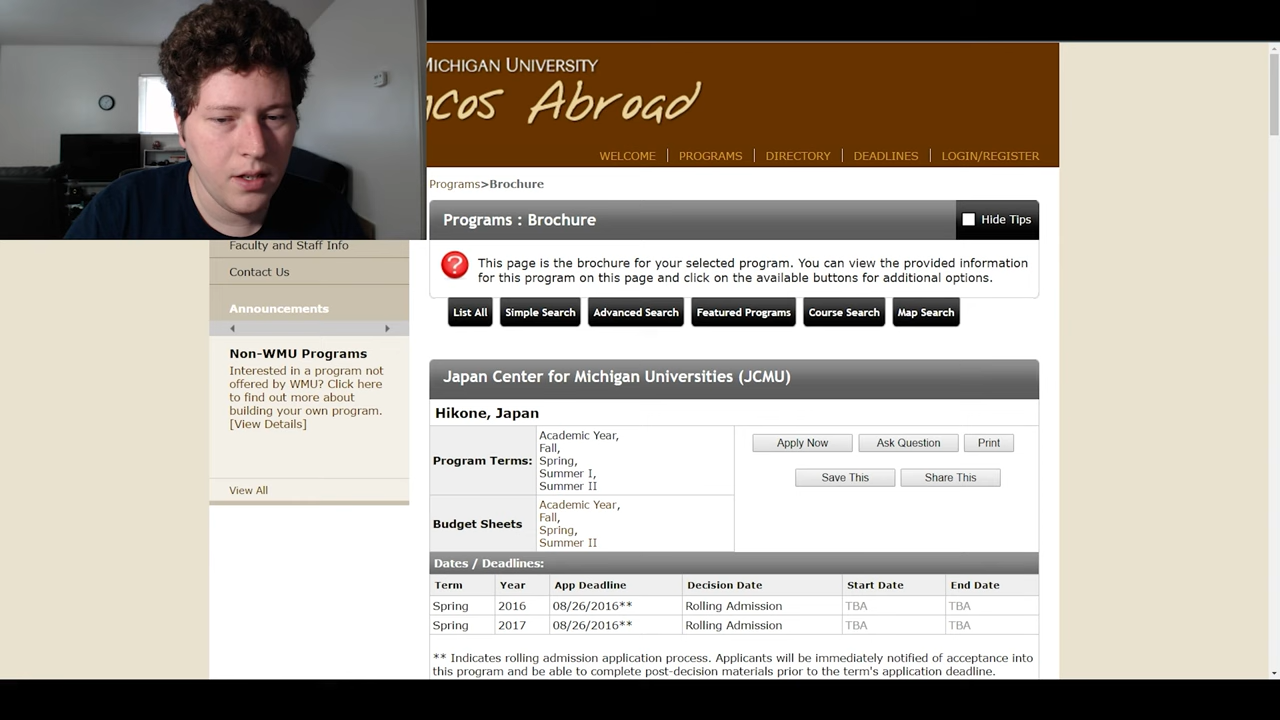 MICHIGAN UNIVERSITY
ncos Abroad
WELCOME PROGRAMS DIRECTORY DEADLINES LOGIN/REGISTER
Programs>Brochure
Programs : Brochure
Hide Tips
This page is the brochure for your selected program. You can view the provided information
for this program on this page and click on the available buttons for additional options.
List All Simple Search Advanced Search Featured Programs Course Search Map Search
Faculty and Staff Info
Contact Us
Announcements
Non-WMU Programs
Interested in a program not
offered by WMU? Click here
to find out more about
building your own program.
[View Details]
View All
Japan Center for Michigan Universities (JCMU)
Hikone, Japan
Program Terms:
Academic Year,
Fall,
Spring,
Summer I,
Summer II
Apply Now Ask Question Print
Save This Share This
Budget Sheets
Academic Year,
Fall,
Spring,
Summer II
Dates / Deadlines:
Term Year App Deadline Decision Date Start Date End Date
Spring 2016 08/26/2016** Rolling Admission TBA TBA
Spring 2017 08/26/2016** Rolling Admission TBA TBA
** Indicates rolling admission application process. Applicants will be immediately notified of acceptance into
this program and be able to complete post-decision materials prior to the term's application deadline.